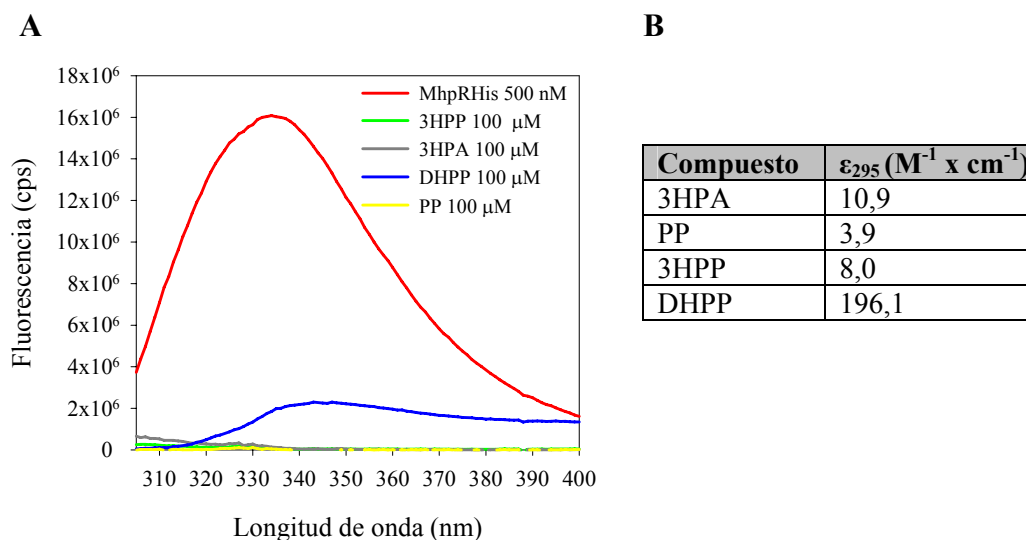 A
B
18x10⁶
16x10⁶
14x10⁶
12x10⁶
10x10⁶
8x10⁶
6x10⁶
4x10⁶
2x10⁶
0
Fluorescencia (cps)
MhpRHis 500 nM
3HPP 100 μM
3HPA 100 μM
DHPP 100 μM
PP 100 μM
310 320 330 340 350 360 370 380 390 400
Longitud de onda (nm)
Compuesto ε₂₉₅ (M⁻¹ x cm⁻¹)
3HPA 10,9
PP 3,9
3HPP 8,0
DHPP 196,1